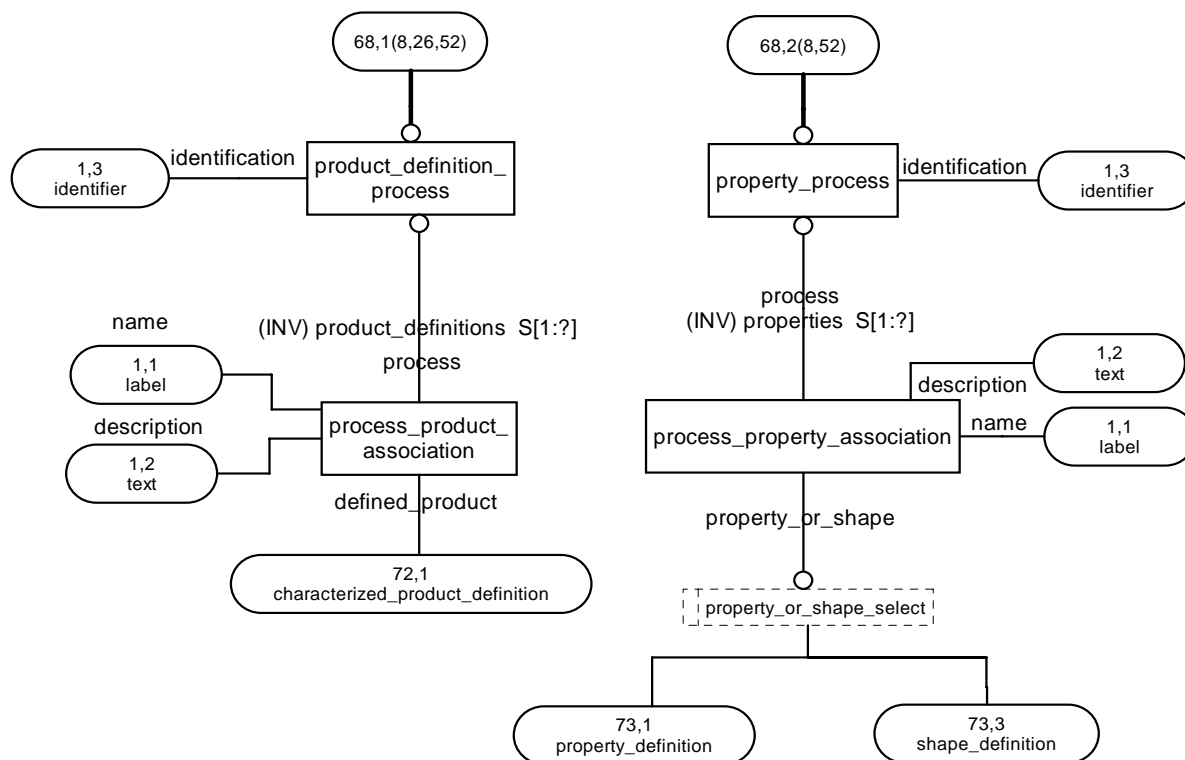 68,1(8,26,52)
68,2(8,52)
1,3
identifier
identification
product_definition_
process
property_process
identification
1,3
identifier
(INV) product_definitions  S[1:?]
process
process
(INV) properties  S[1:?]
name
1,1
label
description
1,2
text
process_product_
association
defined_product
72,1
characterized_product_definition
description
1,2
text
process_property_association
name
1,1
label
property_or_shape
property_or_shape_select
73,1
property_definition
73,3
shape_definition